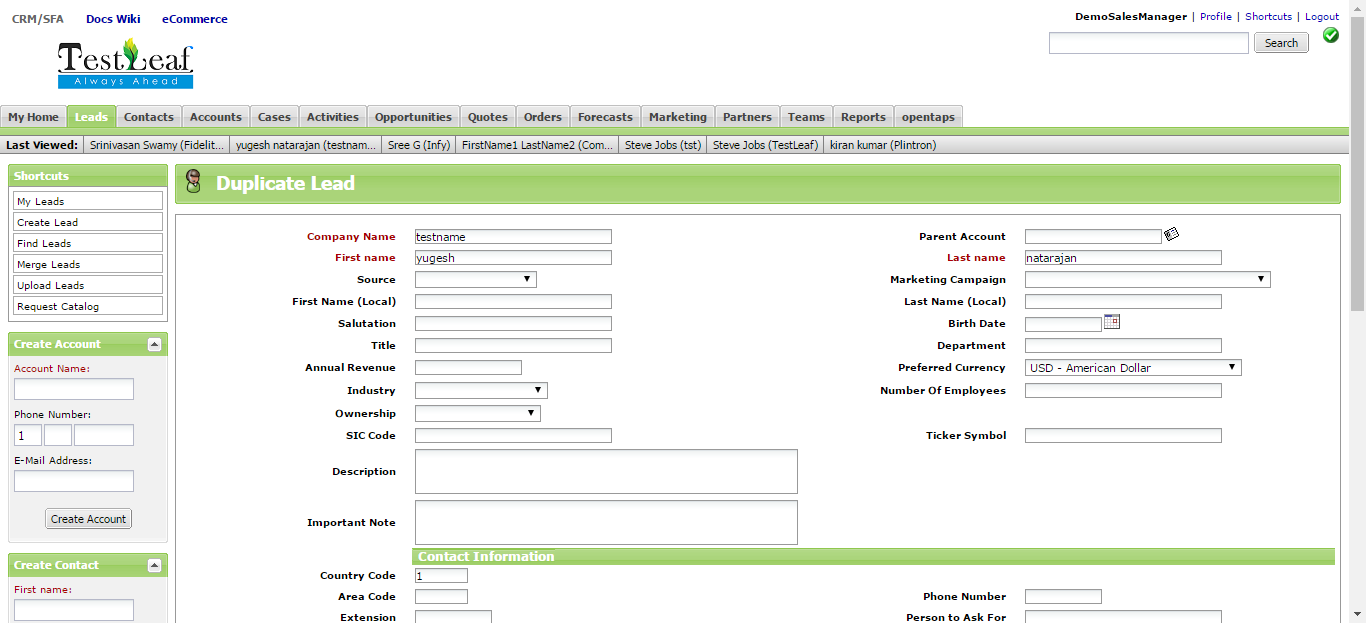 CRM/SFA Docs Wiki eCommerce
DemoSalesManager | Profile | Shortcuts | Logout
Search
TestLeaf
Always Ahead
My Home Leads Contacts Accounts Cases Activities Opportunities Quotes Orders Forecasts Marketing Partners Teams Reports opentaps
Last Viewed: Srinivasan Swamy (Fidelit... yugesh natarajan (testnam... Sree G (Infy) FirstName1 LastName2 (Com... Steve Jobs (tst) Steve Jobs (TestLeaf) kiran kumar (Plintron)
Shortcuts
My Leads
Create Lead
Find Leads
Merge Leads
Upload Leads
Request Catalog
Create Account
Account Name:
Phone Number:
1
E-Mail Address:
Create Account
Create Contact
First name:
Duplicate Lead
Company Name testname Parent Account
First name yugesh Last name natarajan
Source Marketing Campaign
First Name (Local) Last Name (Local)
Salutation Birth Date
Title Department
Annual Revenue Preferred Currency USD - American Dollar
Industry Number Of Employees
Ownership
SIC Code Ticker Symbol
Description
Important Note
Contact Information
Country Code 1
Area Code Phone Number
Extension Person to Ask For